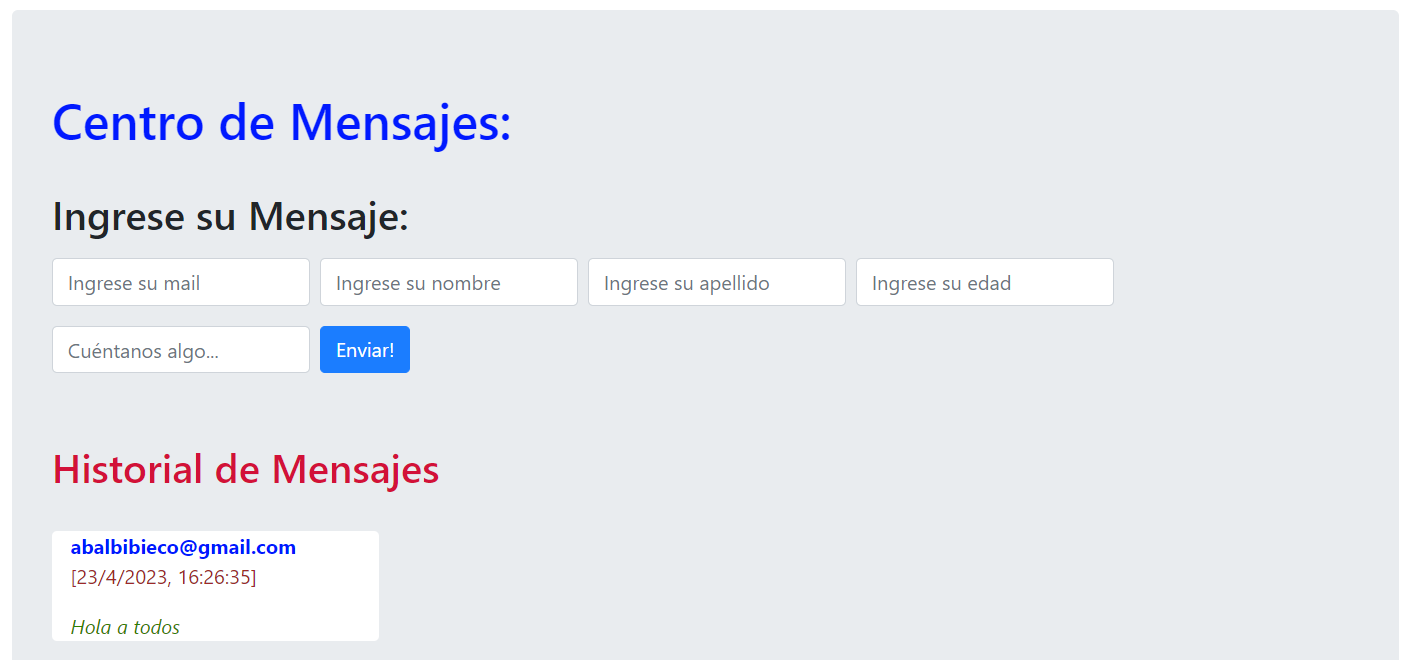 Centro de Mensajes:
Ingrese su Mensaje:
Ingrese su mail Ingrese su nombre Ingrese su apellido Ingrese su edad
Cuéntanos algo... Enviar!
Historial de Mensajes
abalbibieco@gmail.com
[23/4/2023, 16:26:35]
Hola a todos